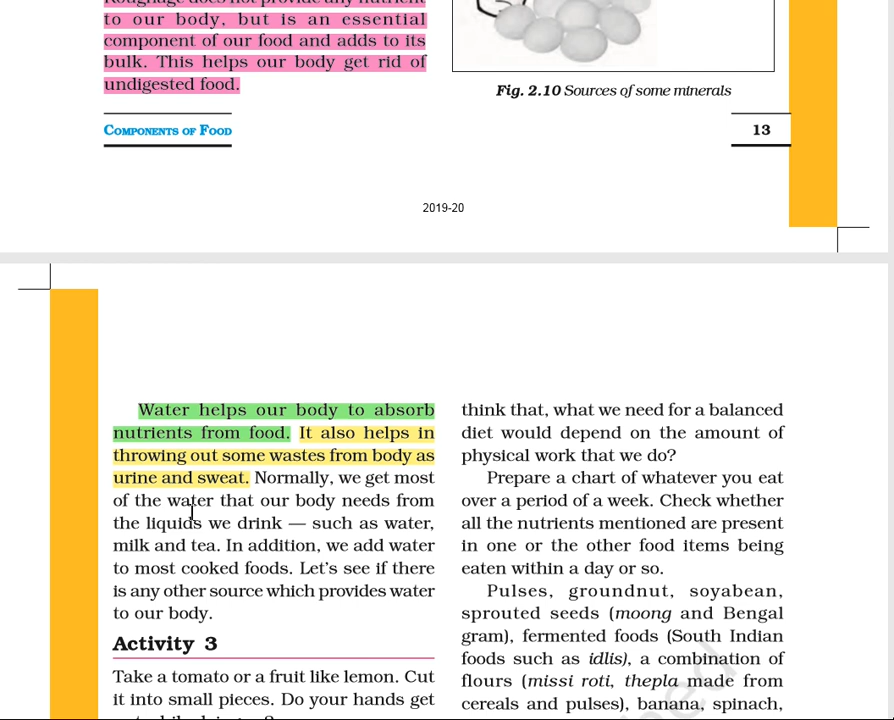 Roughage does not provide any nutrient
to our body, but is an essential
component of our food and adds to its
bulk. This helps our body get rid of
undigested food.
Fig. 2.10 Sources of some minerals
COMPONENTS OF FOOD
13
2019-20
Water helps our body to absorb
nutrients from food. It also helps in
throwing out some wastes from body as
urine and sweat. Normally, we get most
of the water that our body needs from
the liquids we drink — such as water,
milk and tea. In addition, we add water
to most cooked foods. Let’s see if there
is any other source which provides water
to our body.
Activity 3
Take a tomato or a fruit like lemon. Cut
it into small pieces. Do your hands get
think that, what we need for a balanced
diet would depend on the amount of
physical work that we do?
Prepare a chart of whatever you eat
over a period of a week. Check whether
all the nutrients mentioned are present
in one or the other food items being
eaten within a day or so.
Pulses, groundnut, soyabean,
sprouted seeds (moong and Bengal
gram), fermented foods (South Indian
foods such as idlis), a combination of
flours (missi roti, thepla made from
cereals and pulses), banana, spinach,